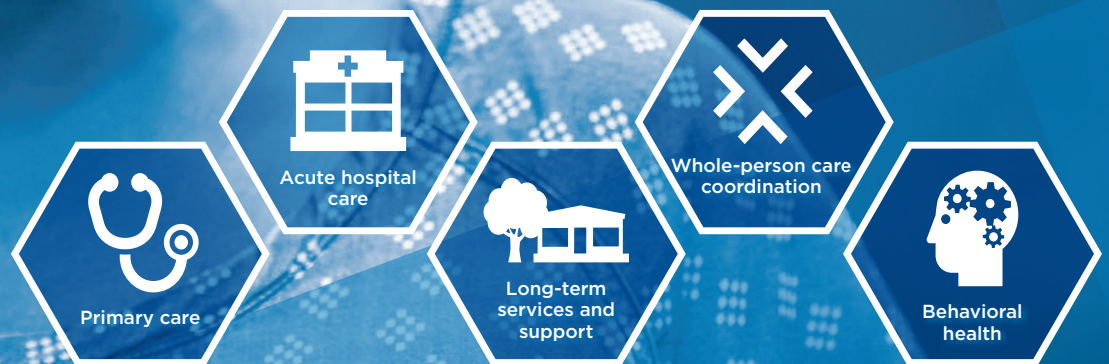 Primary care
Acute hospital
care
Long-term
services and
support
Whole-person care
coordination
Behavioral
health